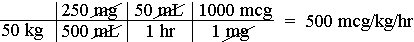 250 mg 50 mL 1000 mcg
50 kg 500 mL 1 hr 1 mg = 500 mcg/kg/hr